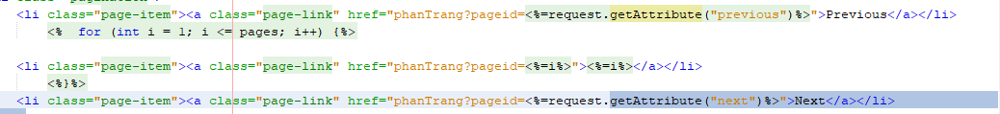 <li class="page-item"><a class="page-link" href="phanTrang?pageid=<%=request.getAttribute("previous")%>">Previous</a></li>
<%  for (int i = 1; i <= pages; i++) {%>
<li class="page-item"><a class="page-link" href="phanTrang?pageid=<%=i%>"><%=i%></a></li>
<%}%>
<li class="page-item"><a class="page-link" href="phanTrang?pageid=<%=request.getAttribute("next")%>">Next</a></li>